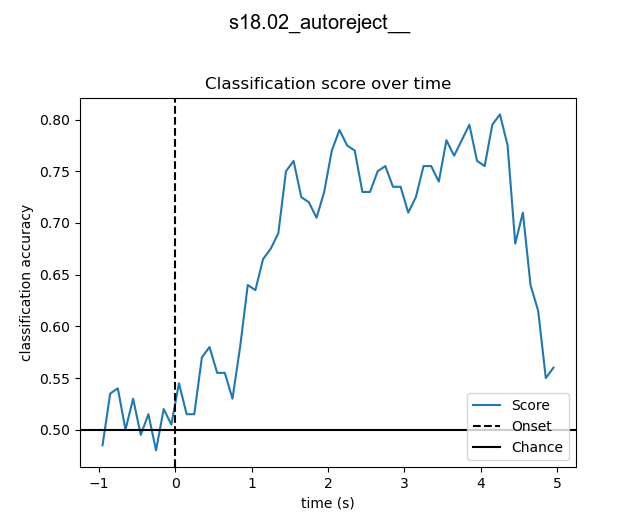 s18.02_autoreject__
Classification score over time
classification accuracy
0.80
0.75
0.70
0.65
0.60
0.55
0.50
Score
Onset
Chance
−1
0
1
2
3
4
5
time (s)